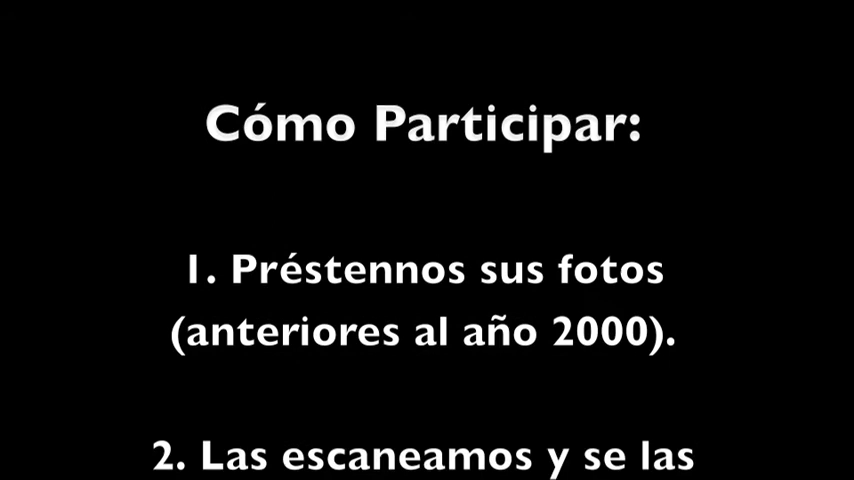 Cómo Participar:
1. Préstennos sus fotos
(anteriores al año 2000).
2. Las escaneamos y se las